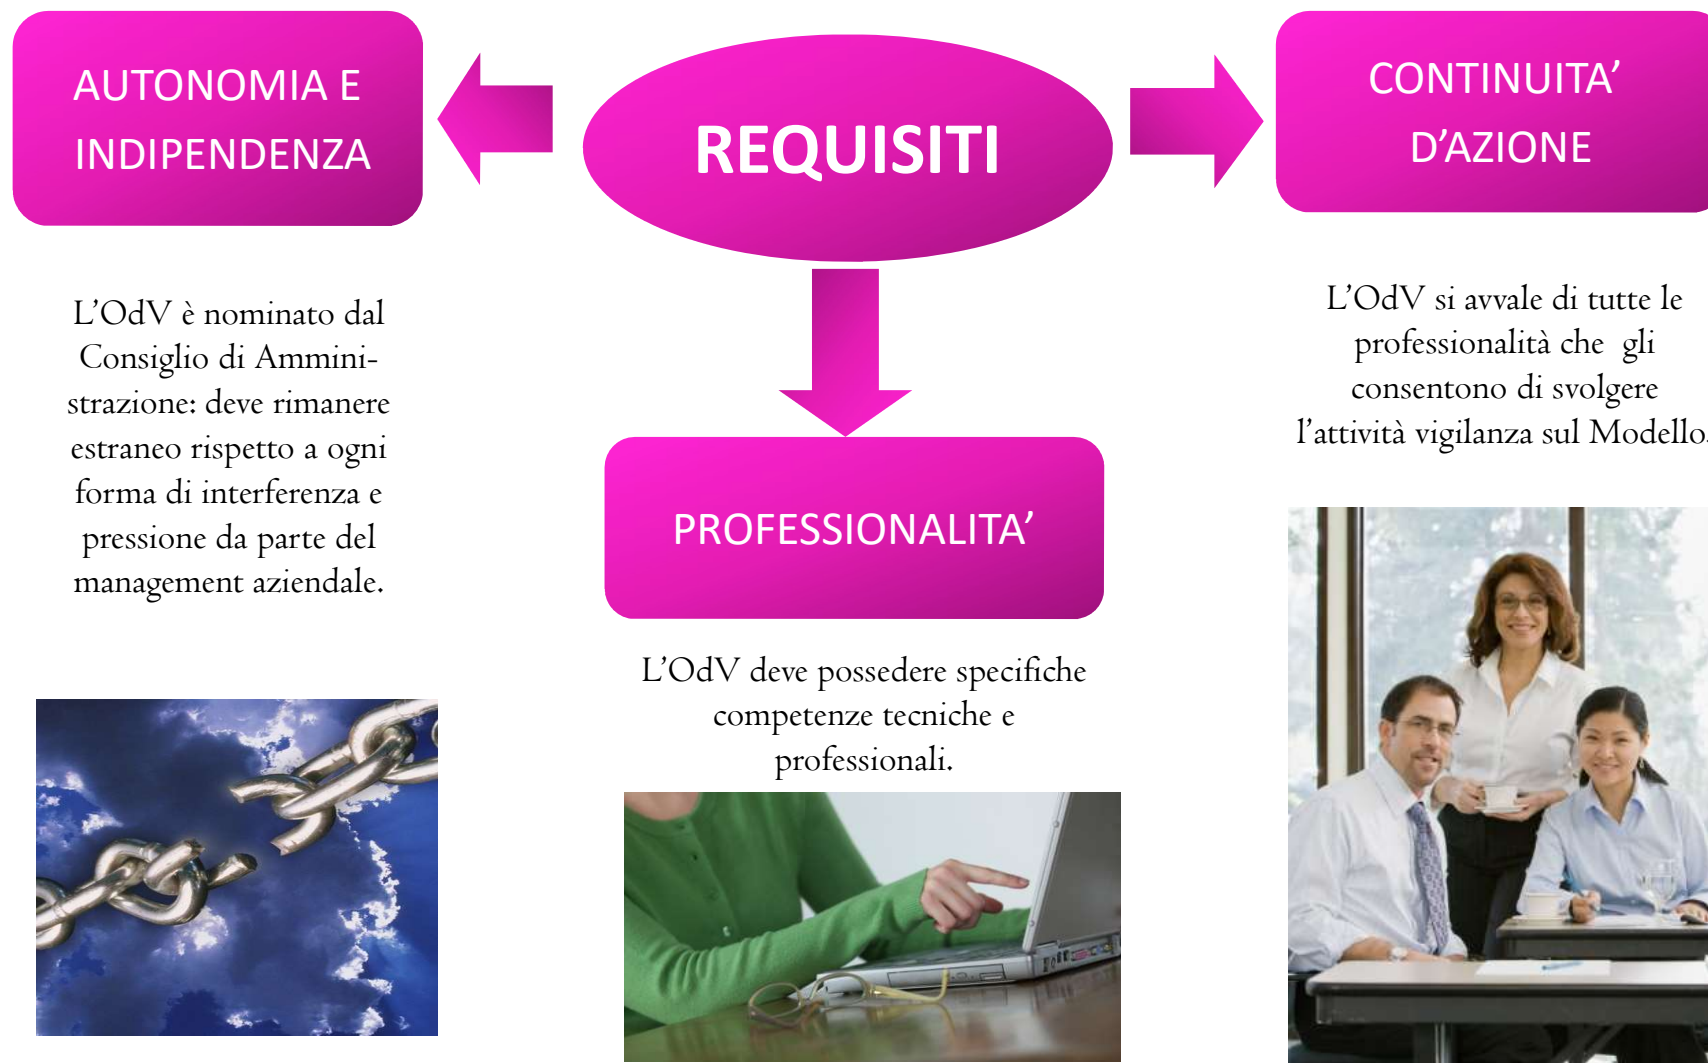 REQUISITI
AUTONOMIA E
INDIPENDENZA
L’OdV è nominato dal
Consiglio di Ammini-
strazione: deve rimanere
estraneo rispetto a ogni
forma di interferenza e
pressione da parte del
management aziendale.
PROFESSIONALITA’
L’OdV deve possedere specifiche
competenze tecniche e
professionali.
CONTINUITA’
D’AZIONE
L’OdV si avvale di tutte le
professionalità che gli
consentono di svolgere
l’attività vigilanza sul Modello.